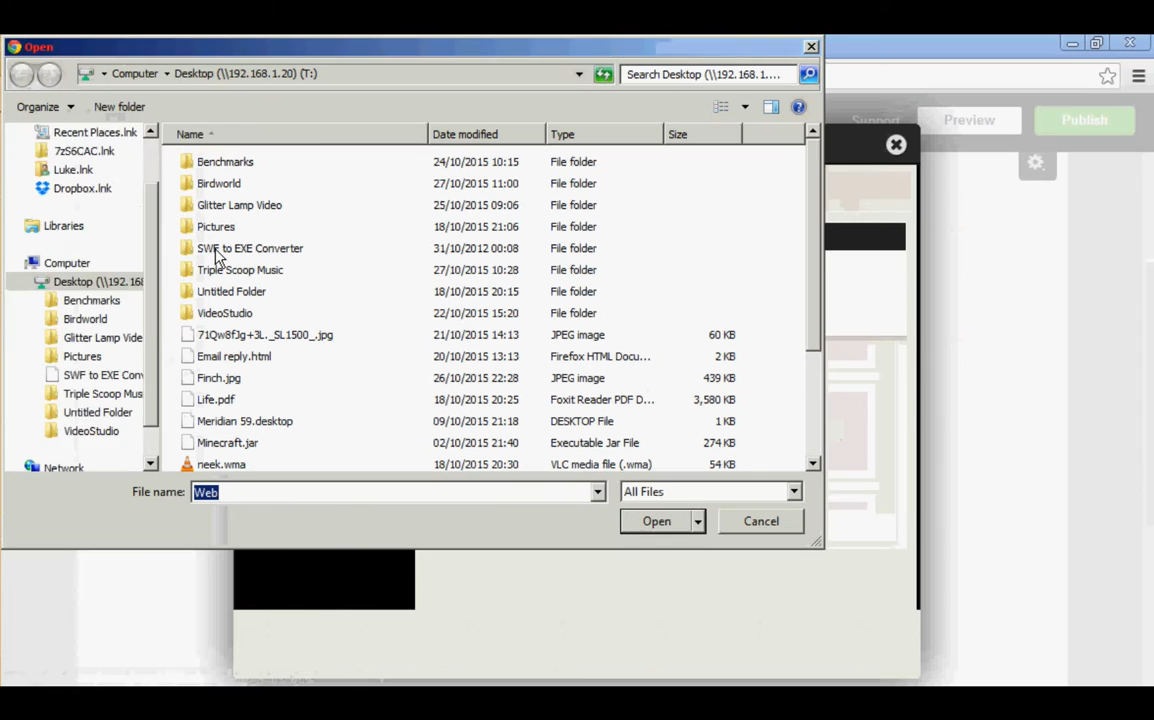 Open
Computer Desktop (\\192.168.1.20) (T:) Search Desktop (\\192.168.1....
Organize New folder
Support Preview Publish
Recent Places.lnk
7zS6CAC.lnk
Luke.lnk
Dropbox.lnk
Libraries
Computer
Desktop (\\192.168
Benchmarks
Birdworld
Glitter Lamp Vide
Pictures
SWF to EXE Conv
Triple Scoop Mus
Untitled Folder
VideoStudio
Network
Name Date modified Type Size
Benchmarks 24/10/2015 10:15 File folder
Birdworld 27/10/2015 11:00 File folder
Glitter Lamp Video 25/10/2015 09:06 File folder
Pictures 18/10/2015 21:06 File folder
SWF to EXE Converter 31/10/2012 00:08 File folder
Triple Scoop Music 27/10/2015 10:28 File folder
Untitled Folder 18/10/2015 20:15 File folder
VideoStudio 22/10/2015 15:20 File folder
71Qw8fJg+3L._SL1500_.jpg 21/10/2015 14:13 JPEG image 60 KB
Email reply.html 20/10/2015 13:13 Firefox HTML Docu... 2 KB
Finch.jpg 26/10/2015 22:28 JPEG image 439 KB
Life.pdf 18/10/2015 20:25 Foxit Reader PDF D... 3,580 KB
Meridian 59.desktop 09/10/2015 21:18 DESKTOP File 1 KB
Minecraft.jar 02/10/2015 21:40 Executable Jar File 274 KB
neek.wma 18/10/2015 20:30 VLC media file (.wma) 54 KB
File name: Web All Files
Open Cancel